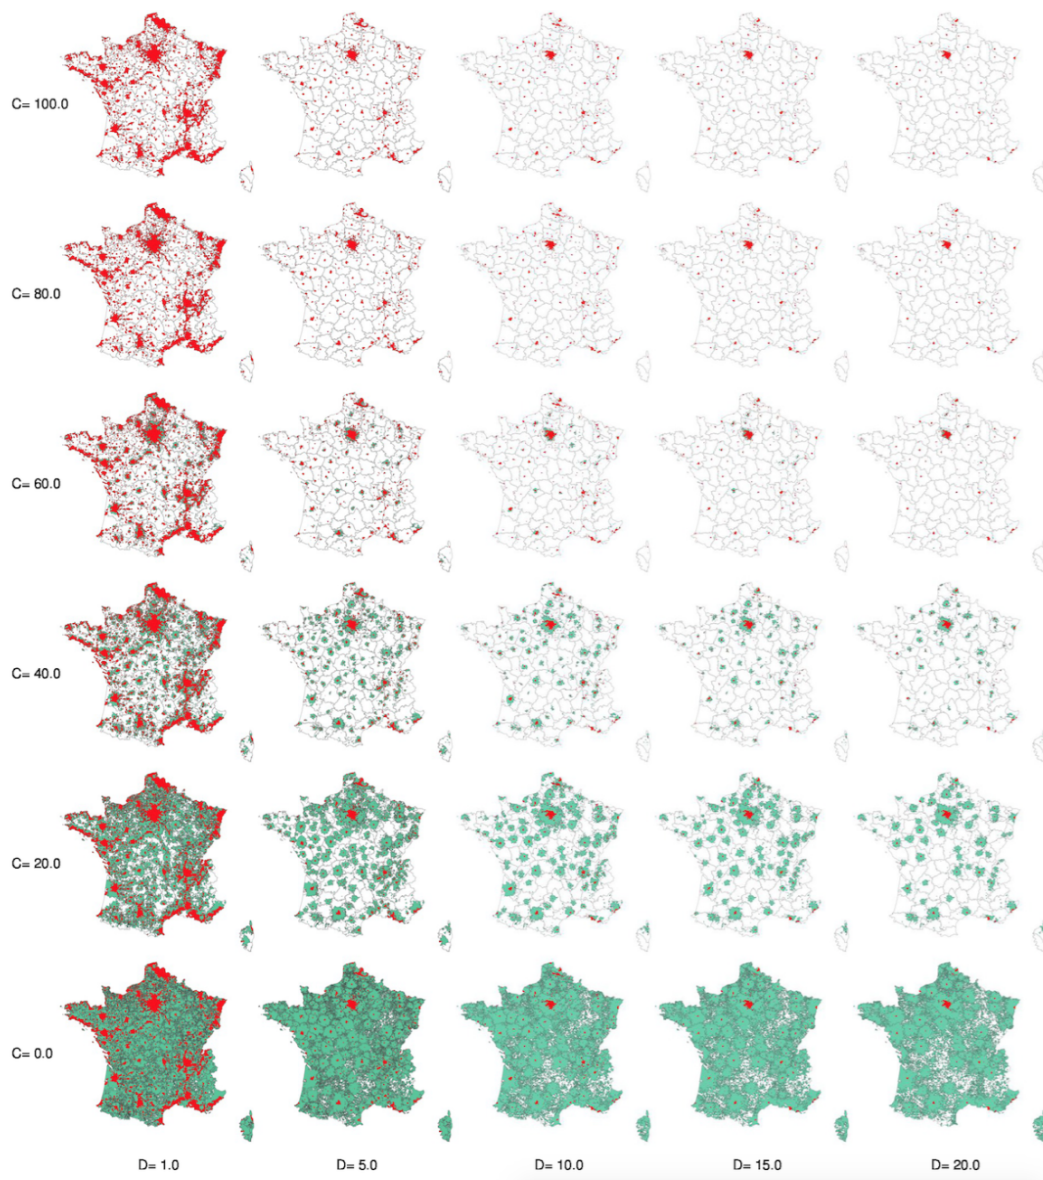 C= 100.0
C= 80.0
C= 60.0
C= 40.0
C= 20.0
C= 0.0
D= 1.0 D= 5.0 D= 10.0 D= 15.0 D= 20.0